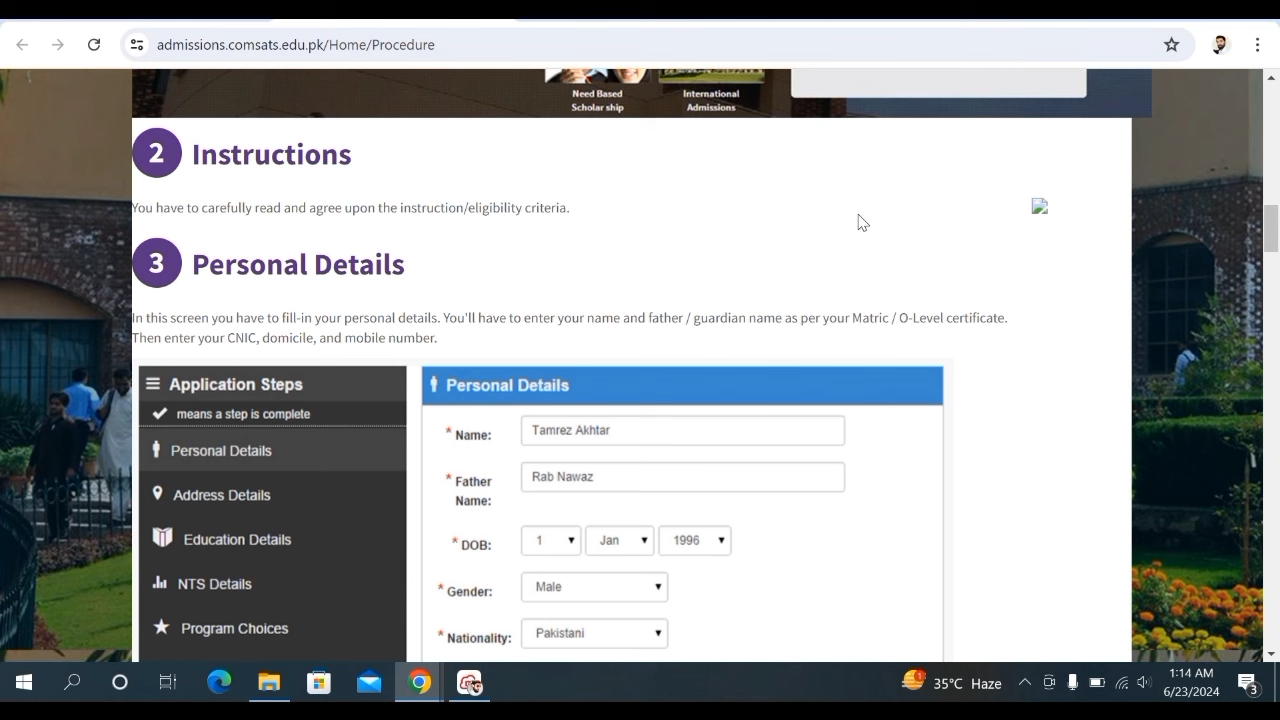 admissions.comsats.edu.pk/Home/Procedure
Need Based
Scholar ship
International
Admissions
2 Instructions
You have to carefully read and agree upon the instruction/eligibility criteria.
3 Personal Details
In this screen you have to fill-in your personal details. You'll have to enter your name and father / guardian name as per your Matric / O-Level certificate.
Then enter your CNIC, domicile, and mobile number.
Application Steps
means a step is complete
Personal Details
Address Details
Education Details
NTS Details
Program Choices
Personal Details
* Name: Tamrez Akhtar
* Father Name: Rab Nawaz
* DOB: 1 Jan 1996
* Gender: Male
* Nationality: Pakistani
1
35°C Haze
1:14 AM
6/23/2024
3